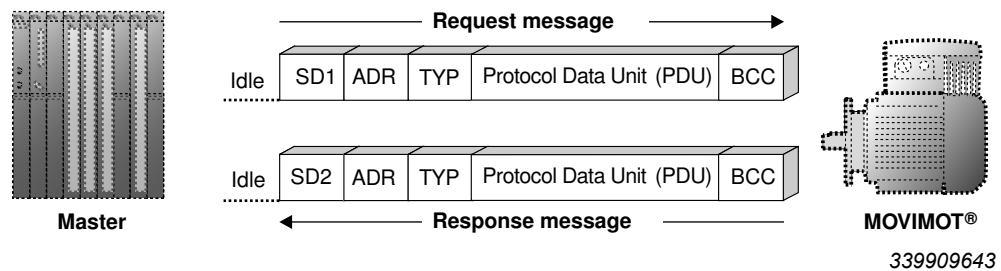 Request message
Idle SD1 ADR TYP Protocol Data Unit (PDU) BCC
Idle SD2 ADR TYP Protocol Data Unit (PDU) BCC
Master Response message MOVIMOT®
339909643